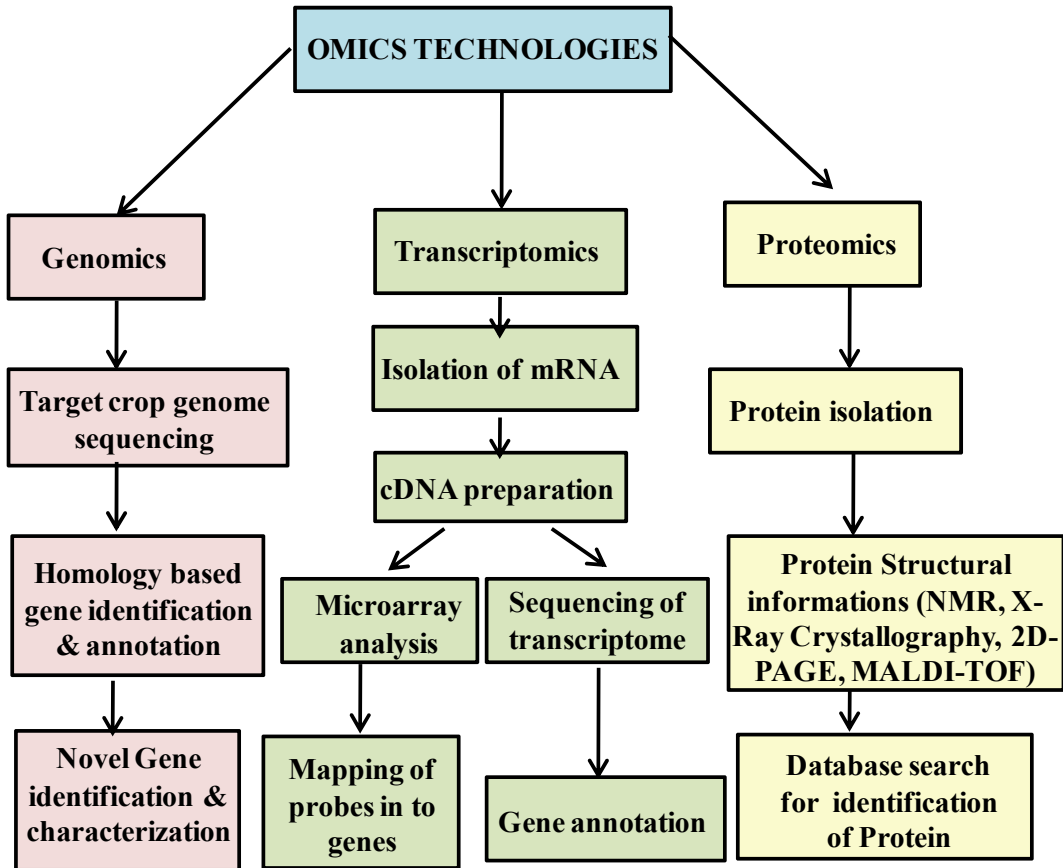 OMICS TECHNOLOGIES
Genomics
Target crop genome
sequencing
Homology based
gene identification
& annotation
Novel Gene
identification &
characterization
Transcriptomics
Isolation of mRNA
cDNA preparation
Microarray
analysis
Mapping of
probes in to
genes
Sequencing of
transcriptome
Gene annotation
Proteomics
Protein isolation
Protein Structural
informations (NMR, X-
Ray Crystallography, 2D-
PAGE, MALDI-TOF)
Database search
for identification
of Protein